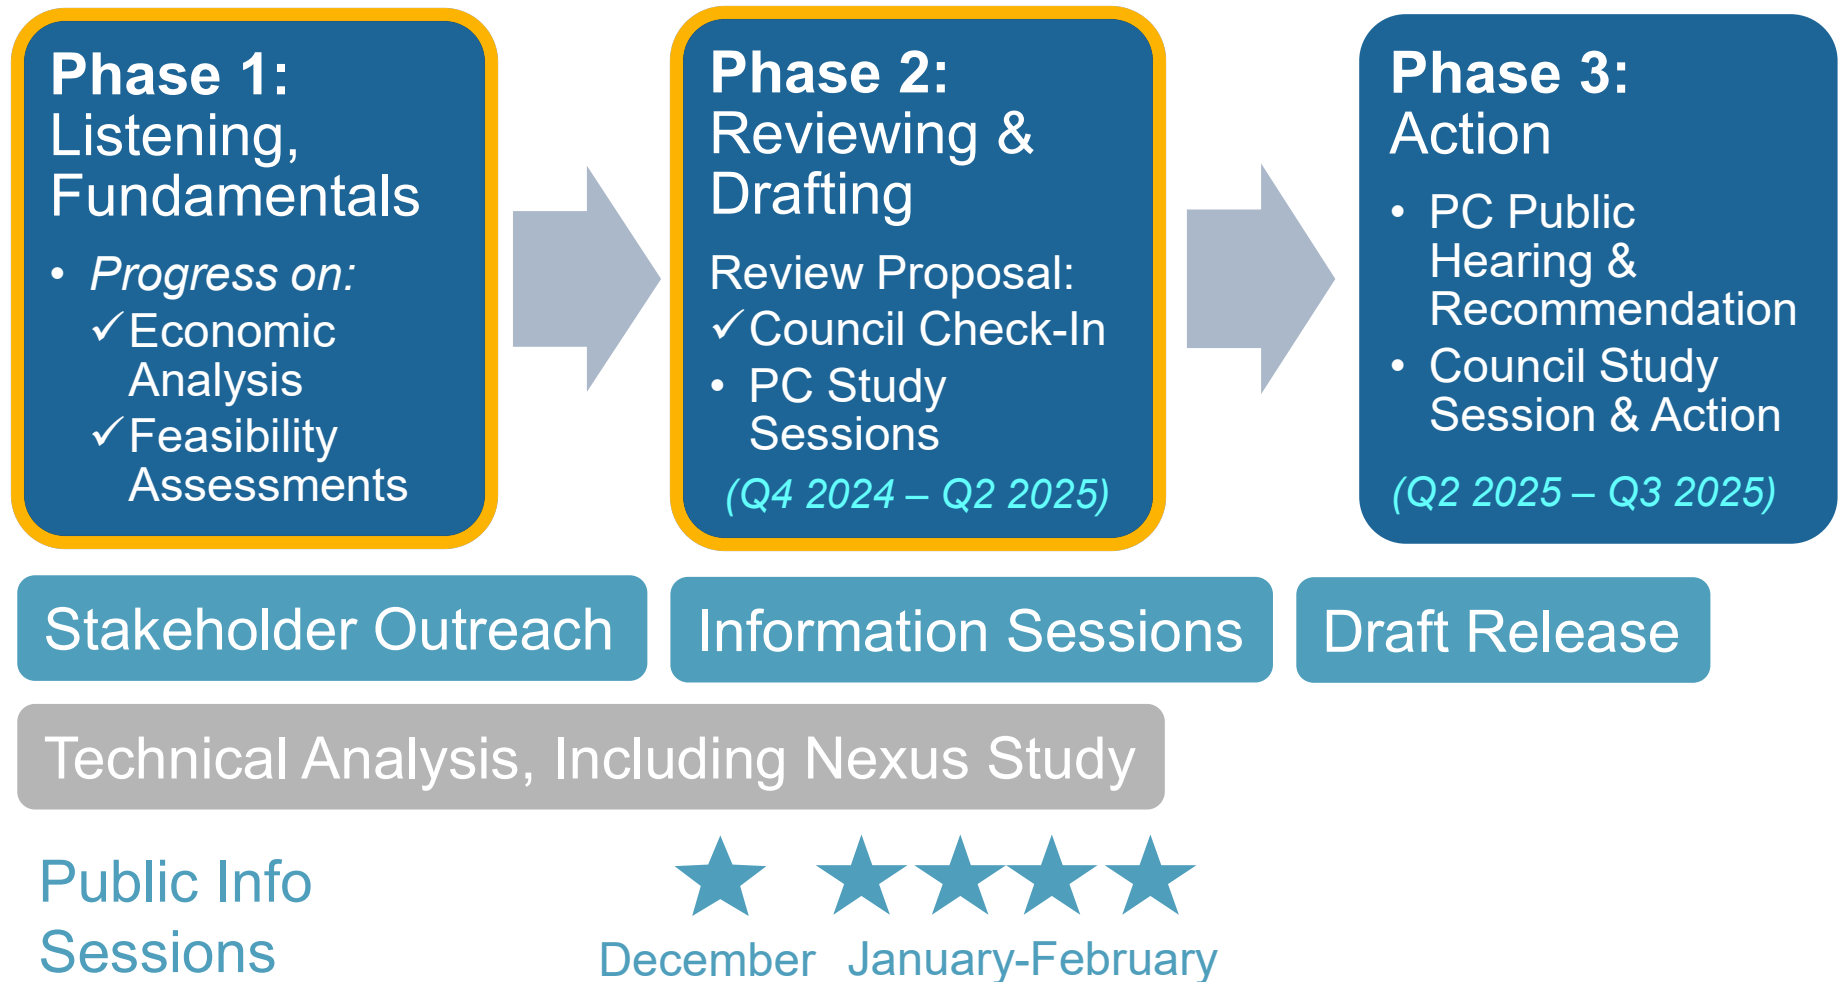 Phase 1:
Listening,
Fundamentals
• Progress on:
✓Economic
Analysis
✓Feasibility
Assessments
Phase 2:
Reviewing &
Drafting
Review Proposal:
✓Council Check-In
• PC Study
Sessions
(Q4 2024 – Q2 2025)
Phase 3:
Action
• PC Public
Hearing &
Recommendation
• Council Study
Session & Action
(Q2 2025 – Q3 2025)
Stakeholder Outreach
Information Sessions
Draft Release
Technical Analysis, Including Nexus Study
Public Info
Sessions
December
January-February